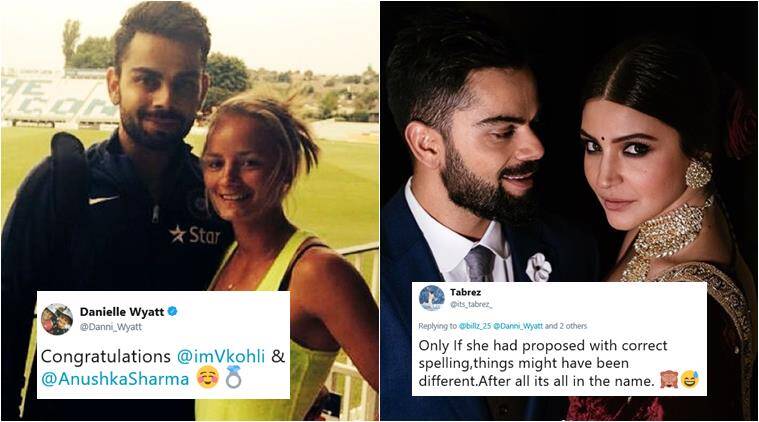 THE
CON
Star
Danielle Wyatt
@Danni_Wyatt
Congratulations @imVkohli &
@AnushkaSharma ☺️ 💍
Tabrez
@its_tabrez_
Replying to @billz_25 @Danni_Wyatt and 2 others
Only If she had proposed with correct
spelling,things might have been
different.After all its all in the name. 🙈 😅